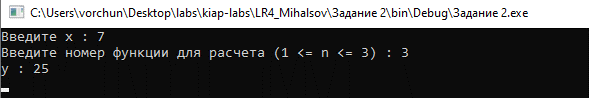 C:\Users\vorchun\Desktop\labs\kiap-labs\LR4_Mihalsov\Задание 2\bin\Debug\Задание 2.exe
Введите x : 7
Введите номер функции для расчета (1 <= n <= 3) : 3
y : 25